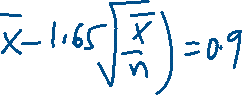 x̄ - 1.65√(x̄/n)) = 0.9